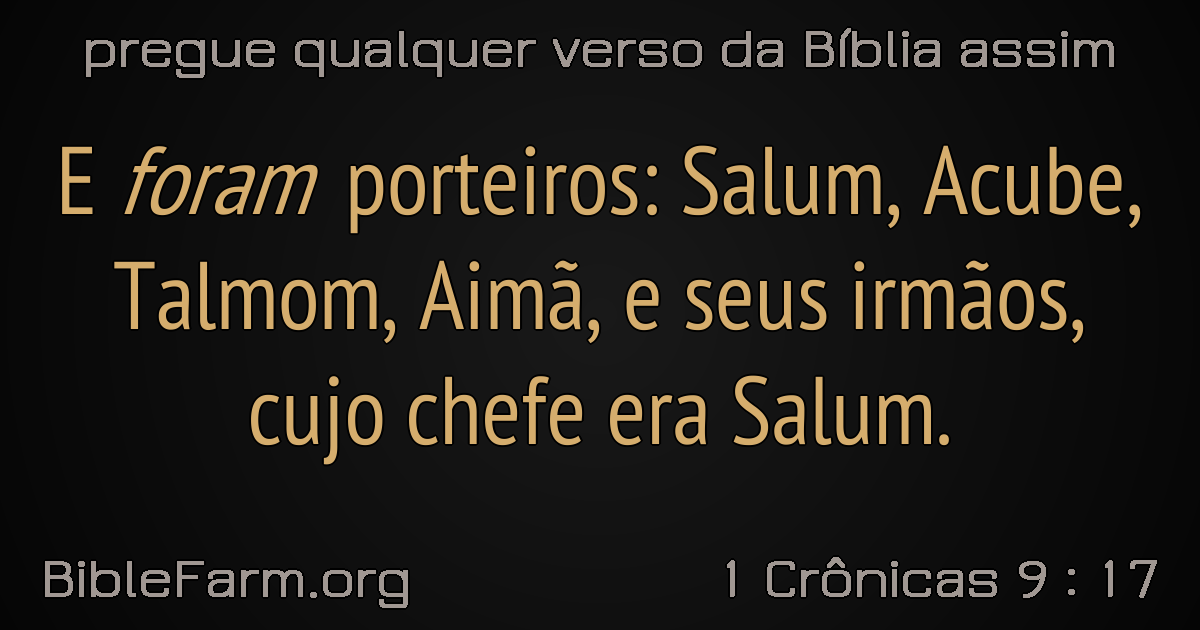 pregue qualquer verso da Bíblia assim
E foram porteiros: Salum, Acube,
Talmom, Aimã, e seus irmãos,
cujo chefe era Salum.
BibleFarm.org
1 Crônicas 9 : 17